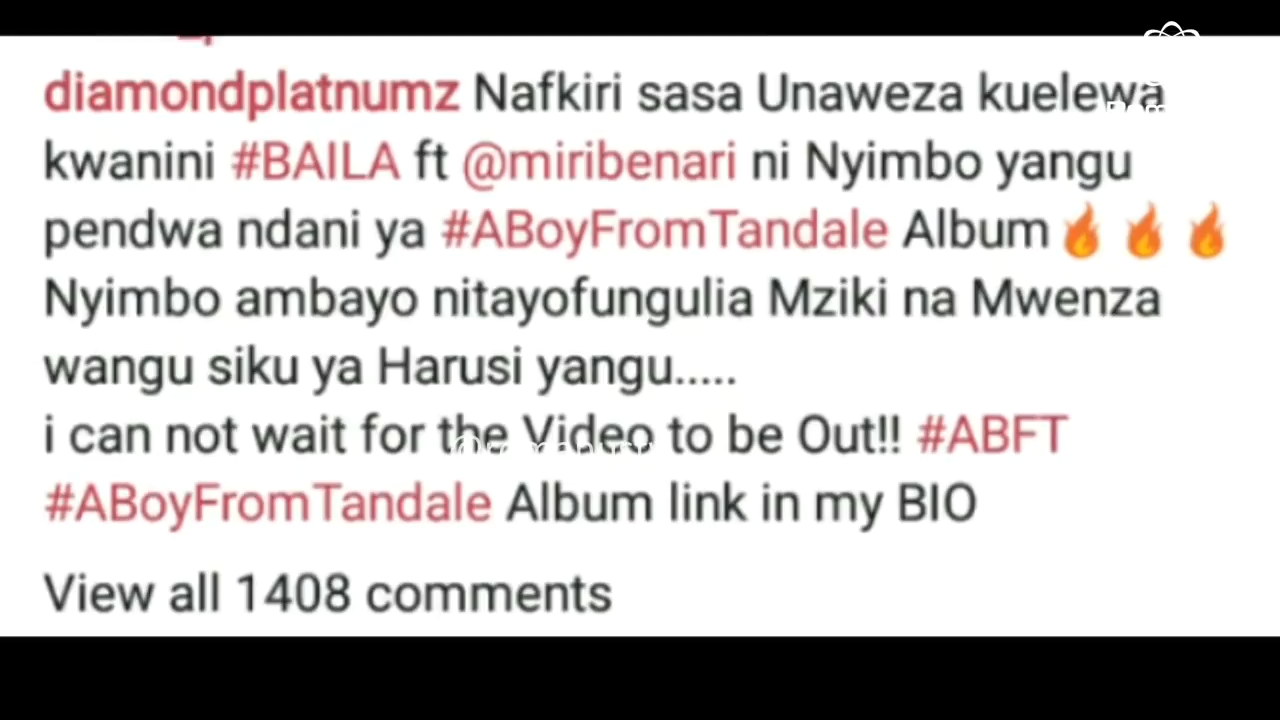 diamondplatnumz Nafkiri sasa Unaweza kuelewa
kwanini #BAILA ft @miribenari ni Nyimbo yangu
pendwa ndani ya #ABoyFromTandale Album🔥🔥🔥
Nyimbo ambayo nitayofungulia Mziki na Mwenza
wangu siku ya Harusi yangu.....
i can not wait for the Video to be Out!! #ABFT
#ABoyFromTandale Album link in my BIO
View all 1408 comments